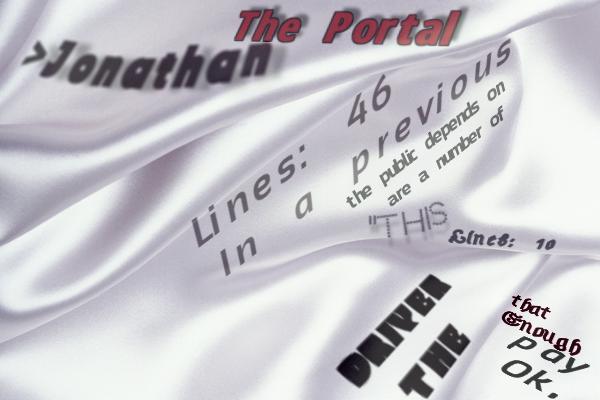 The Portal
>Jonathan
Lines: 46
In a previous
the public depends on
are a number of
"THIS
Lines: 10
DRIVER
THE
that
Enough
pay
ok.